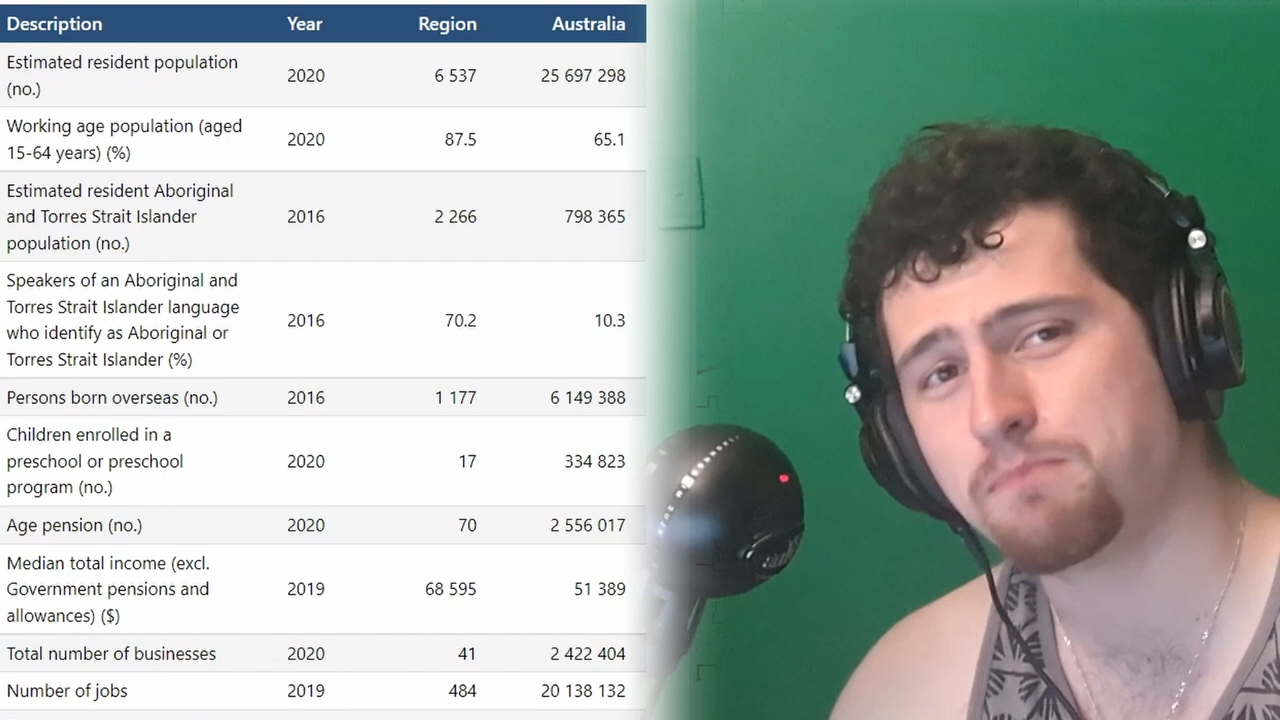 Description Year Region Australia
Estimated resident population
(no.) 2020 6 537 25 697 298
Working age population (aged
15-64 years) (%) 2020 87.5 65.1
Estimated resident Aboriginal
and Torres Strait Islander 2016 2 266 798 365
population (no.)
Speakers of an Aboriginal and
Torres Strait Islander language
who identify as Aboriginal or 2016 70.2 10.3
Torres Strait Islander (%)
Persons born overseas (no.) 2016 1 177 6 149 388
Children enrolled in a
preschool or preschool 2020 17 334 823
program (no.)
Age pension (no.) 2020 70 2 556 017
Median total income (excl.
Government pensions and 2019 68 595 51 389
allowances) ($)
Total number of businesses 2020 41 2 422 404
Number of jobs 2019 484 20 138 132